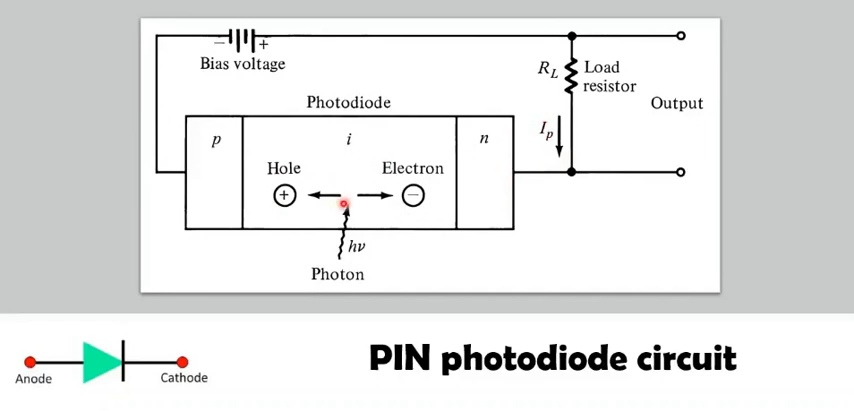 − +
Bias voltage
R_L Load
resistor
Output
Photodiode
I_p
p i n
Hole Electron
+ −
hν
Photon
Anode Cathode
PIN photodiode circuit